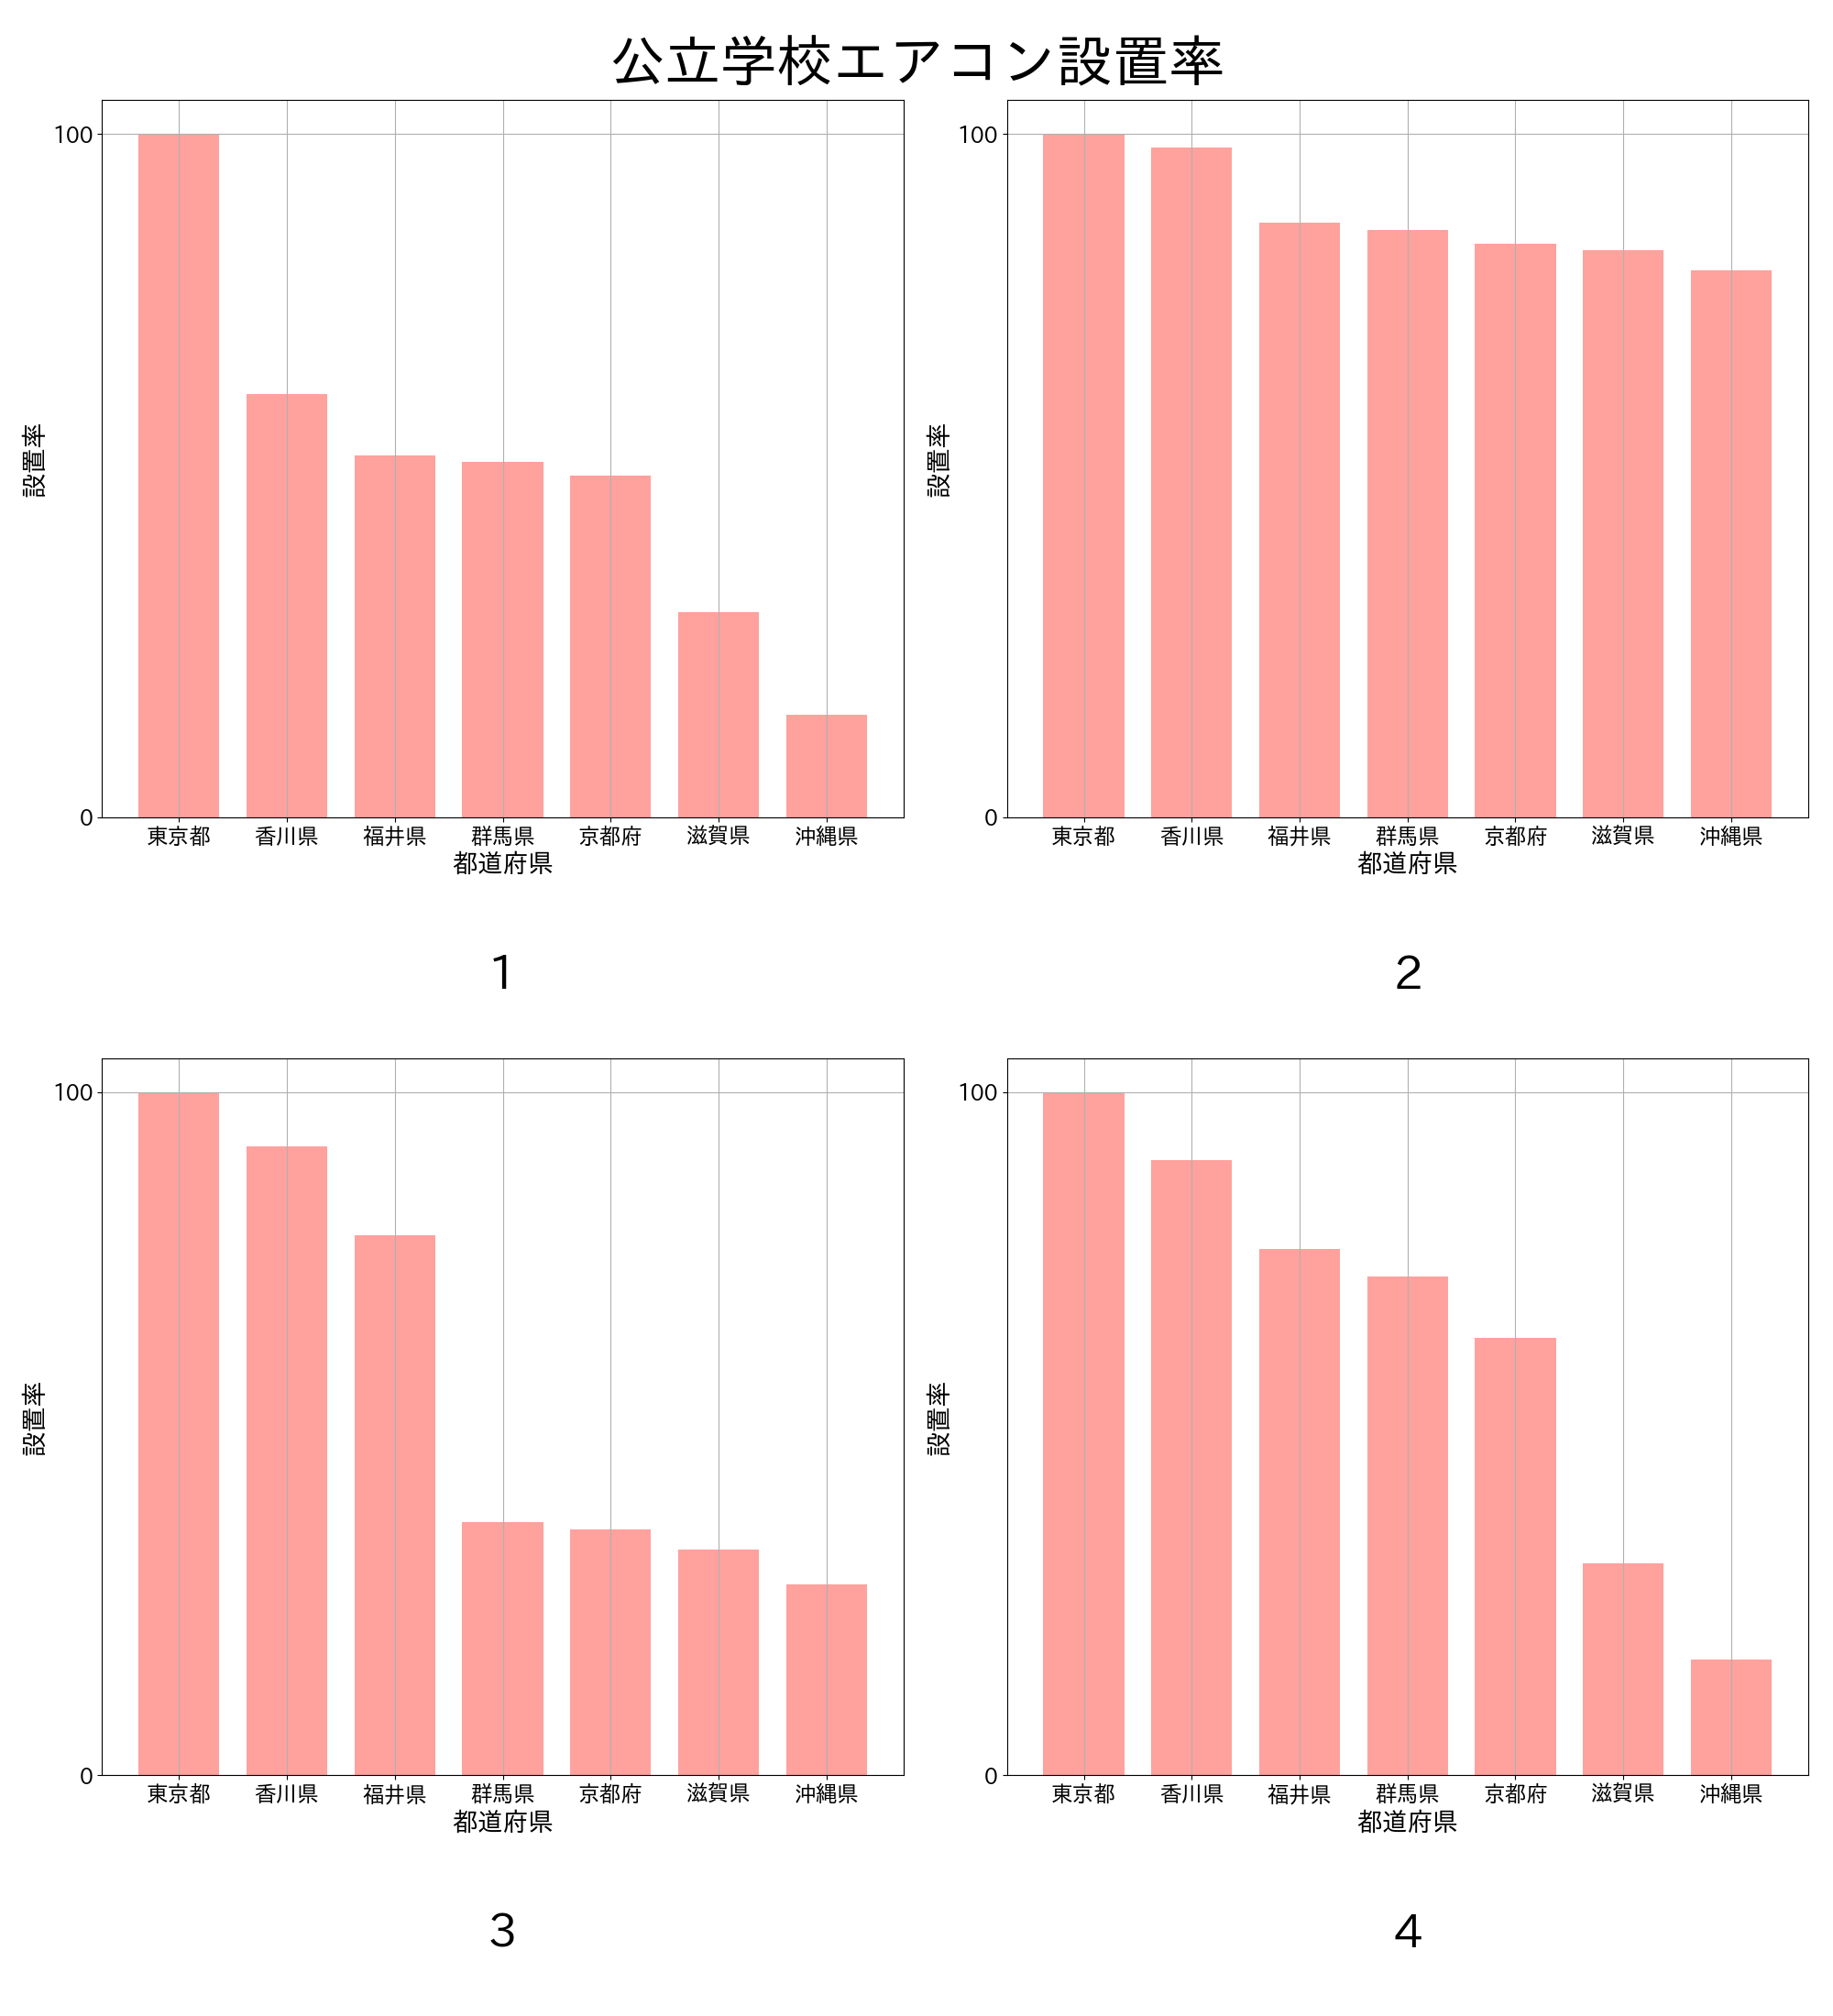 公立学校エアコン設置率
100
0
設置率
東京都 香川県 福井県 群馬県 京都府 滋賀県 沖縄県
都道府県
1
100
0
設置率
東京都 香川県 福井県 群馬県 京都府 滋賀県 沖縄県
都道府県
2
100
0
設置率
東京都 香川県 福井県 群馬県 京都府 滋賀県 沖縄県
都道府県
3
100
0
設置率
東京都 香川県 福井県 群馬県 京都府 滋賀県 沖縄県
都道府県
4